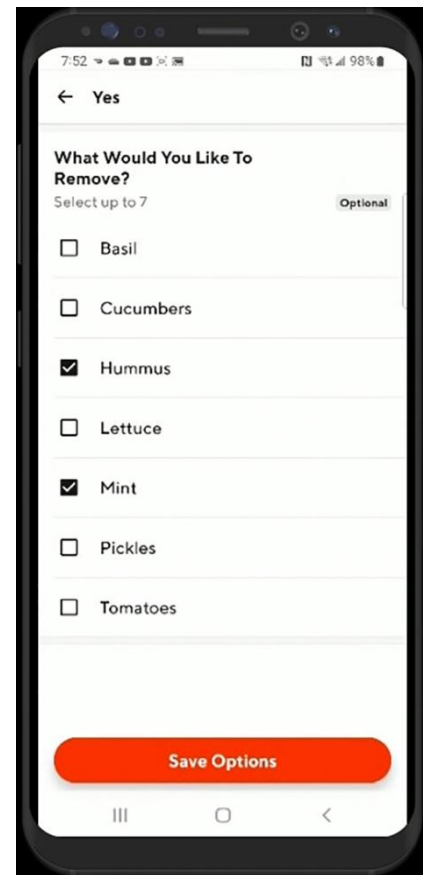 7:52 98%
Yes
What Would You Like To
Remove?
Select up to 7 Optional
Basil
Cucumbers
Hummus
Lettuce
Mint
Pickles
Tomatoes
Save Options